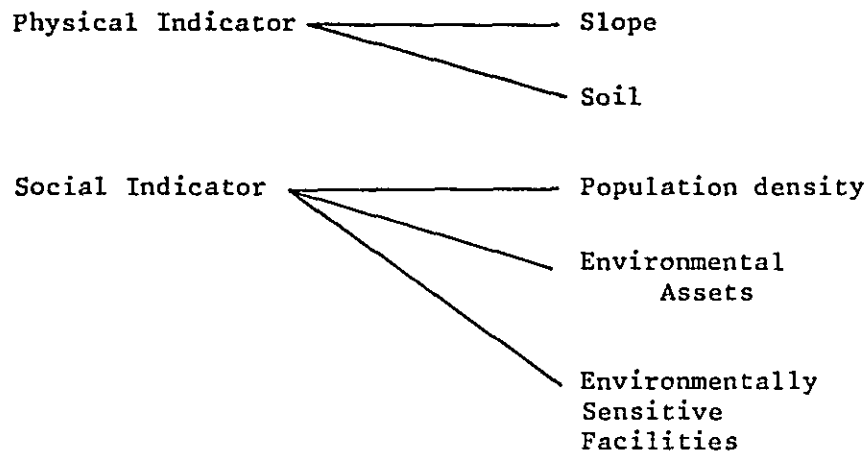 Physical Indicator Slope
Soil
Social Indicator Population density
Environmental
Assets
Environmentally
Sensitive
Facilities